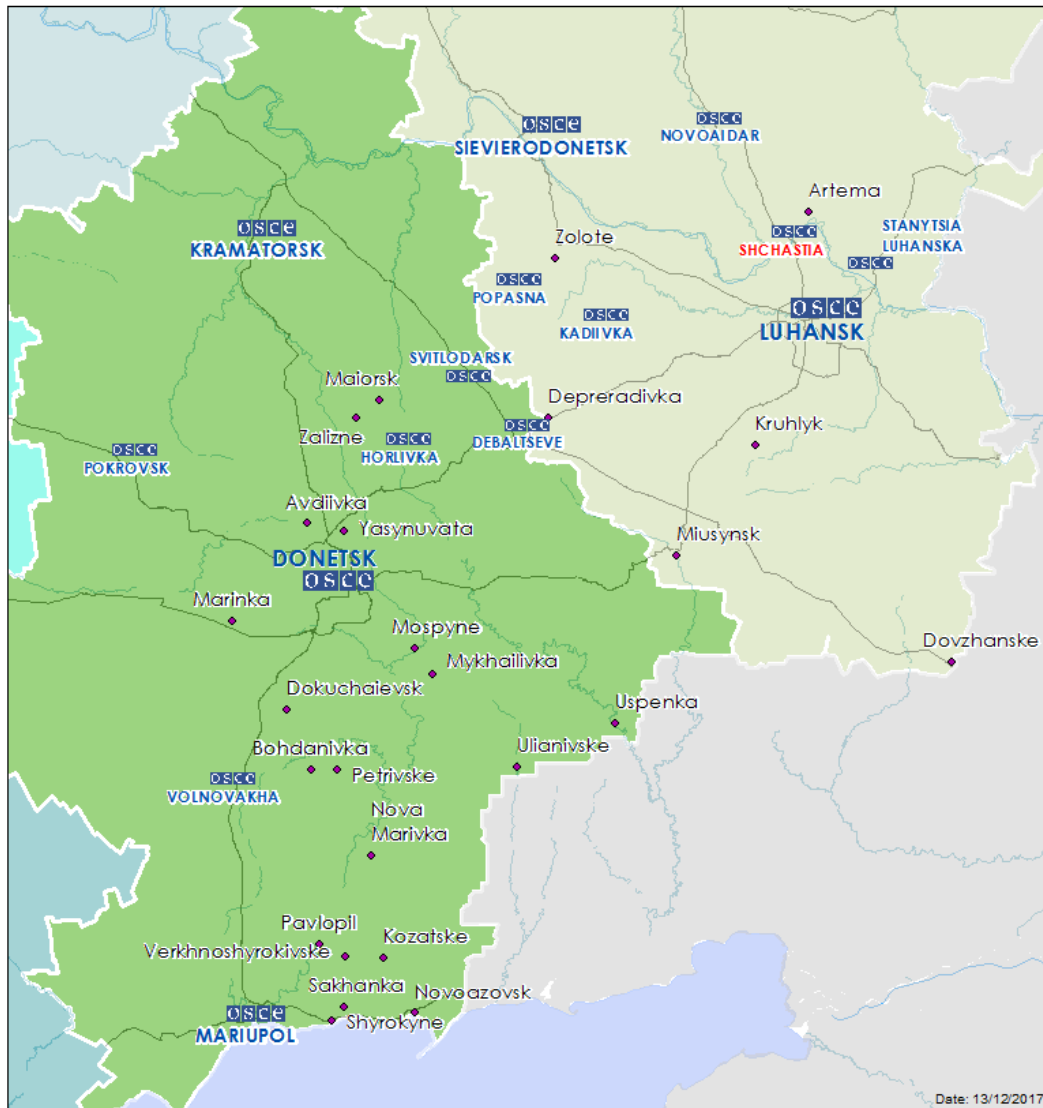 osce
SIEVIERODONETSK
osce
NOVOAIDAR
Artema
osce
KRAMATORSK
Zolote
osce
SHCHASTIA
STANYTSIA
LUHANSKA
osce
osce
POPASNA
osce
KADIIVKA
osce
LUHANSK
SVITLODARSK
osce
Maiorsk
Zalizne
Depreradivka
osce
HORLIVKA
osce
DEBALTSEVE
Kruhlyk
osce
POKROVSK
Avdiivka
Yasynuvata
Miusynsk
DONETSK
osce
Marinka
Mospyne
Mykhailivka
Dovzhanske
Dokuchaievsk
Uspenka
Bohdanivka
Petrivske
Ulianivske
osce
VOLNOVAKHA
Nova
Marivka
Pavlopil
Verkhnoshyrokivske
Kozatske
Sakhanka
Novoazovsk
osce
MARIUPOL
Shyrokyne
Date: 13/12/2017